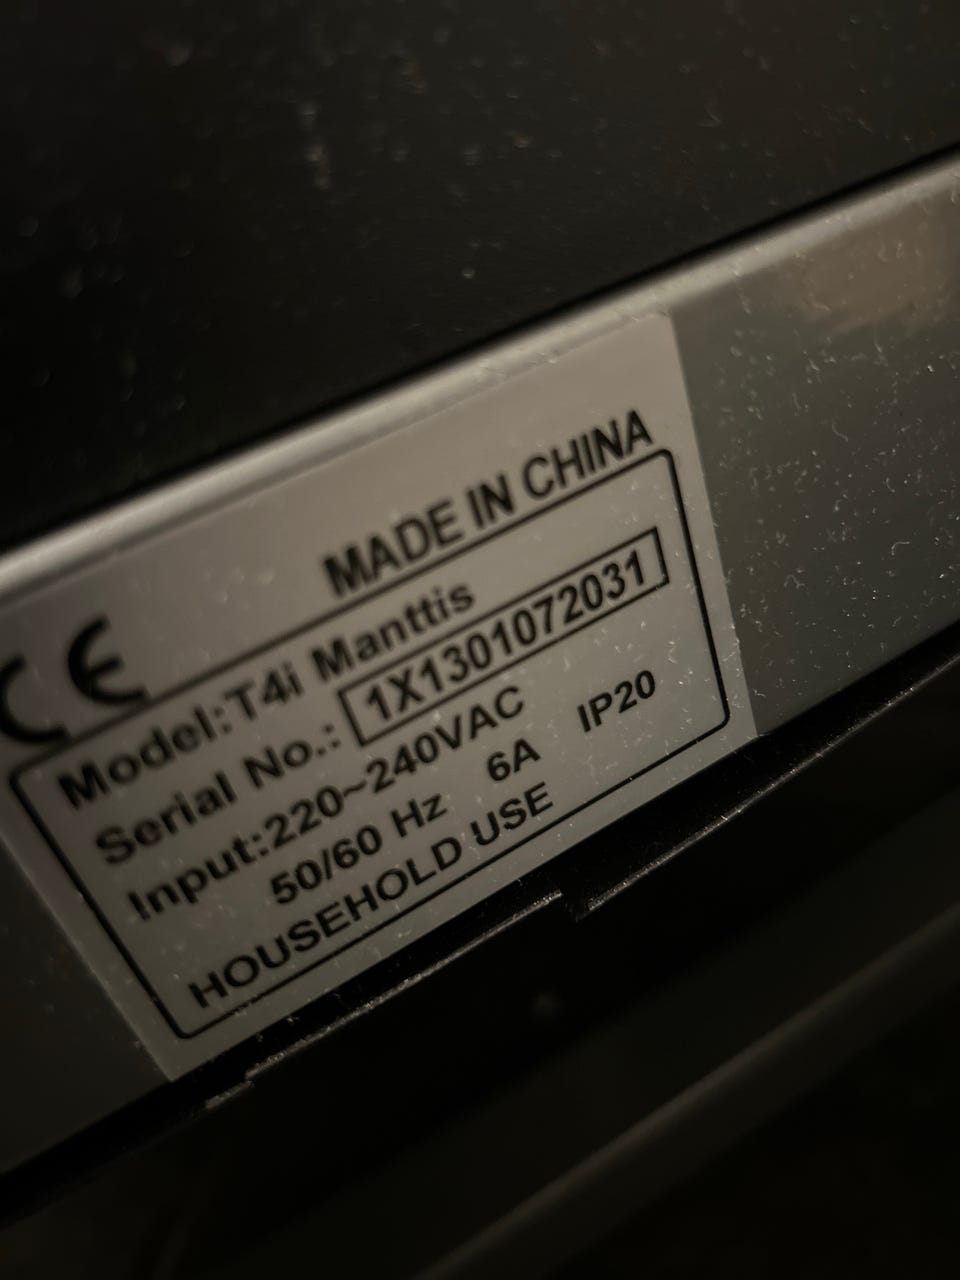 CE MADE IN CHINA
Model:T4i Manttis
Serial No.: 1X1301072031
Input:220~240VAC
50/60 Hz 6A IP20
HOUSEHOLD USE